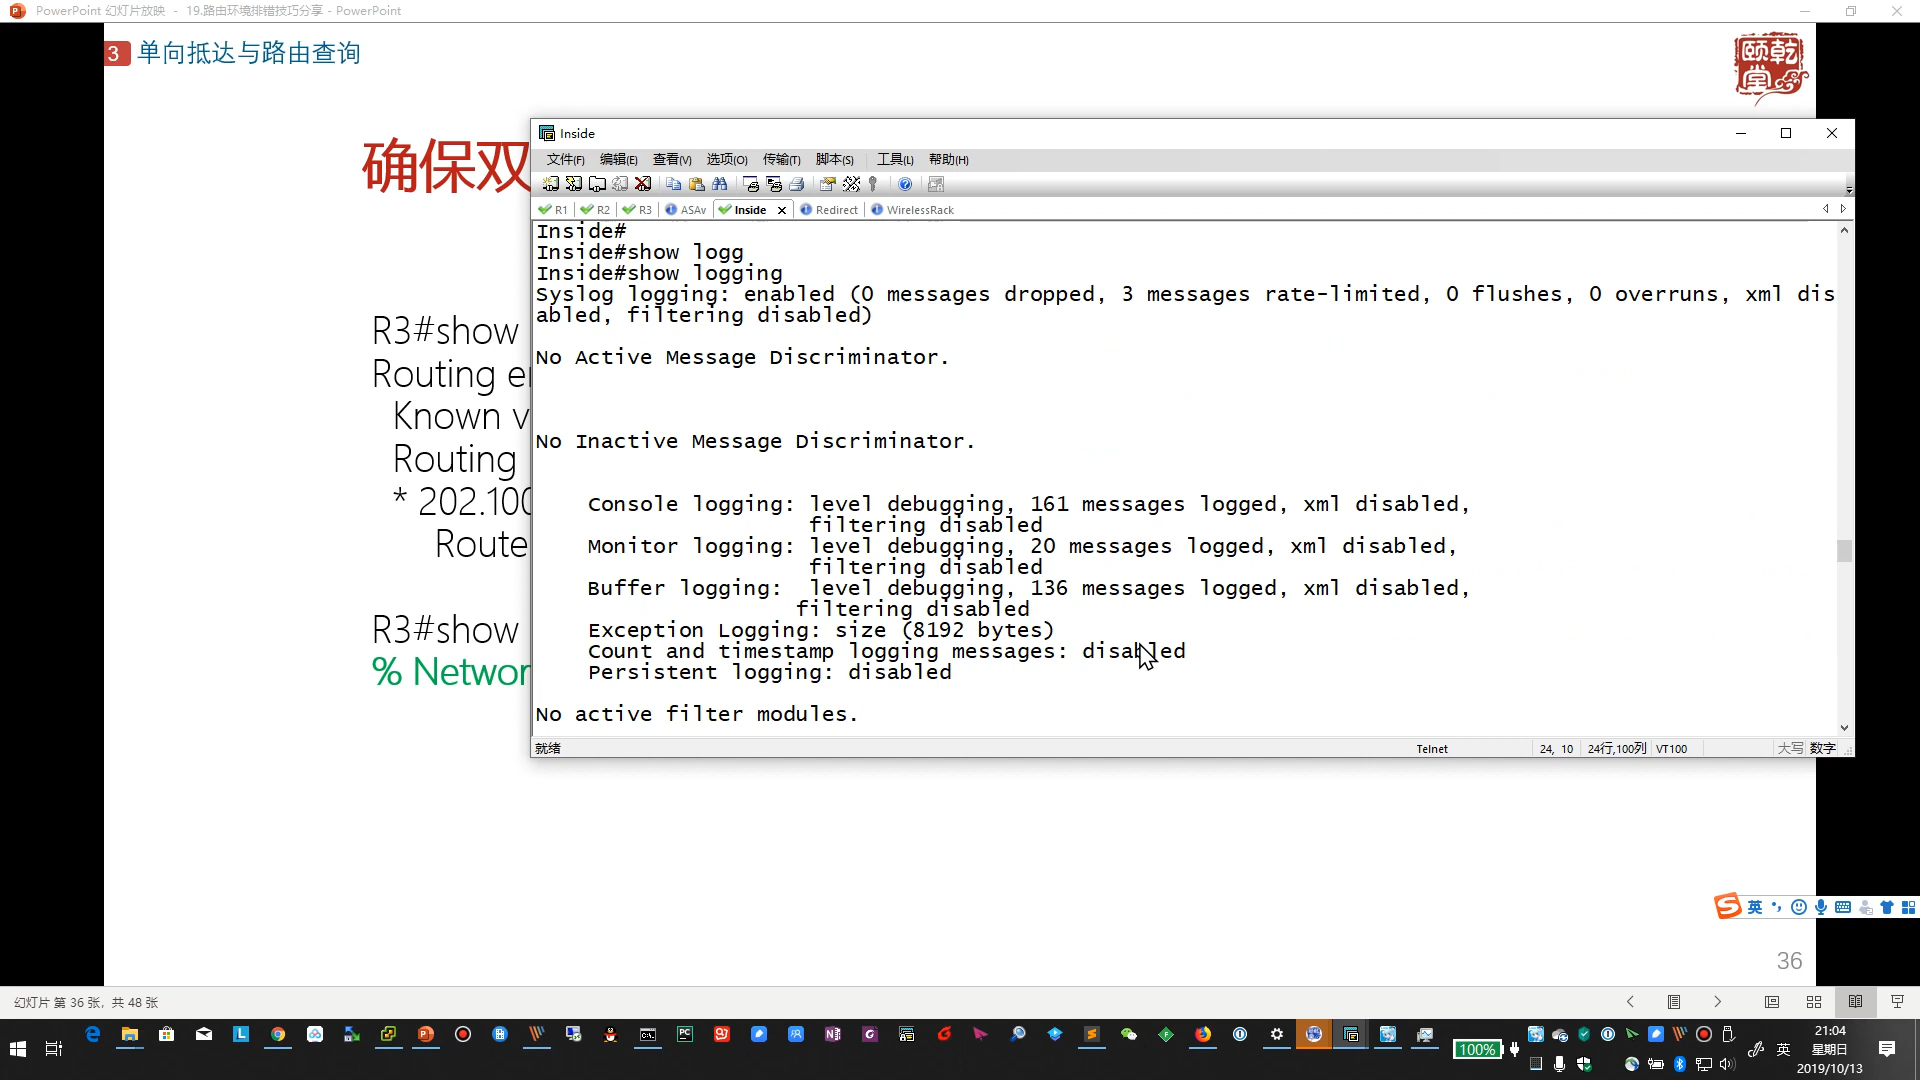 PowerPoint 幻灯片放映 - 19.路由环境排错技巧分享 - PowerPoint
3 单向抵达与路由查询
颐乾堂
确保双
R3#show
Routing e
Known v
Routing
* 202.100
Route
R3#show
% Networ
Inside
文件(F) 编辑(E) 查看(V) 选项(O) 传输(T) 脚本(S) 工具(L) 帮助(H)
R1 R2 R3 ASAv Inside Redirect WirelessRack
Inside#
Inside#show logg
Inside#show logging
Syslog logging: enabled (0 messages dropped, 3 messages rate-limited, 0 flushes, 0 overruns, xml dis
abled, filtering disabled)
No Active Message Discriminator.
No Inactive Message Discriminator.
Console logging: level debugging, 161 messages logged, xml disabled,
filtering disabled
Monitor logging: level debugging, 20 messages logged, xml disabled,
filtering disabled
Buffer logging: level debugging, 136 messages logged, xml disabled,
filtering disabled
Exception Logging: size (8192 bytes)
Count and timestamp logging messages: disabled
Persistent logging: disabled
No active filter modules.
就绪 Telnet 24, 10 24行,100列 VT100 大写 数字
英
36
幻灯片 第 36 张，共 48 张
100%
英
21:04
星期日
2019/10/13